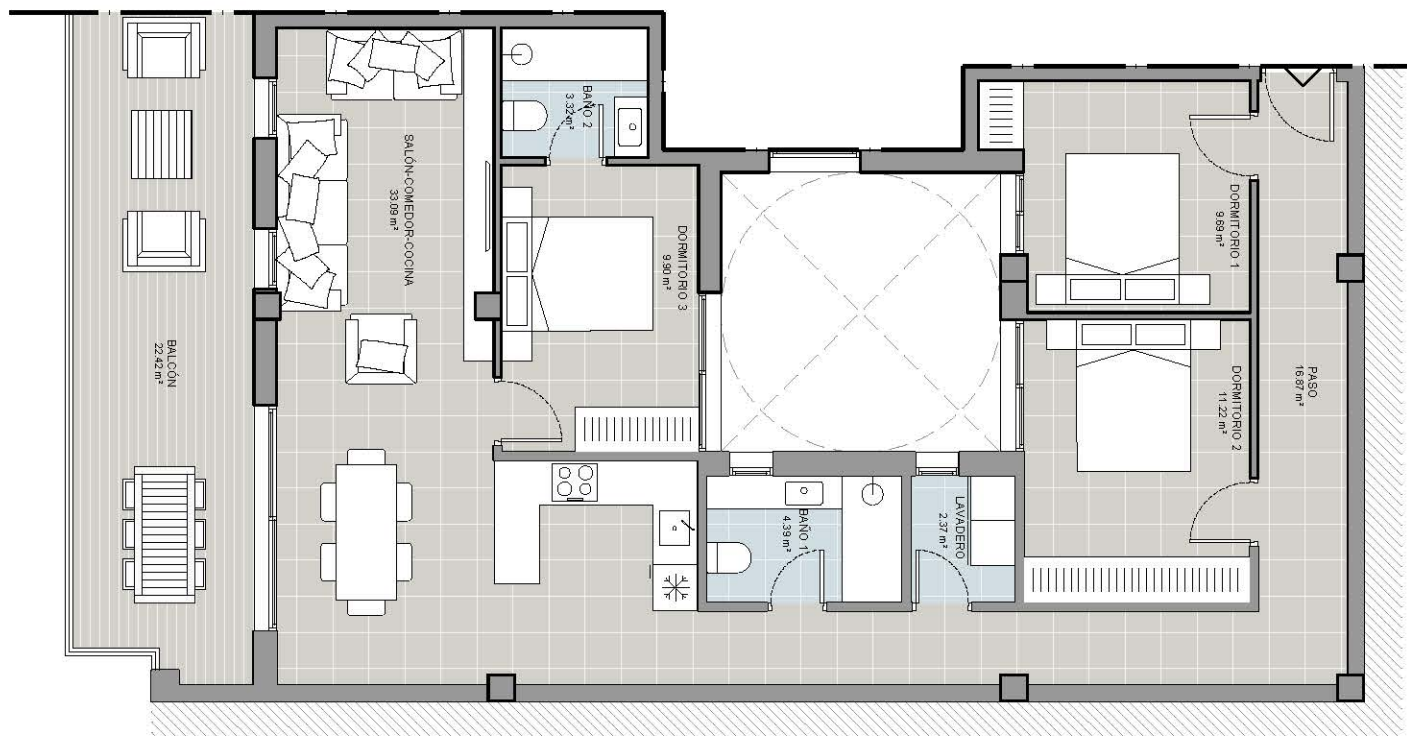 BALCÓN
22.42 m²
SALÓN-COMEDOR-COCINA
33.09 m²
BAÑO 2
3.32 m²
DORMITORIO 3
9.90 m²
BAÑO 1
4.39 m²
LAVADERO
2.37 m²
DORMITORIO 1
9.69 m²
DORMITORIO 2
11.22 m²
PASO
16.87 m²